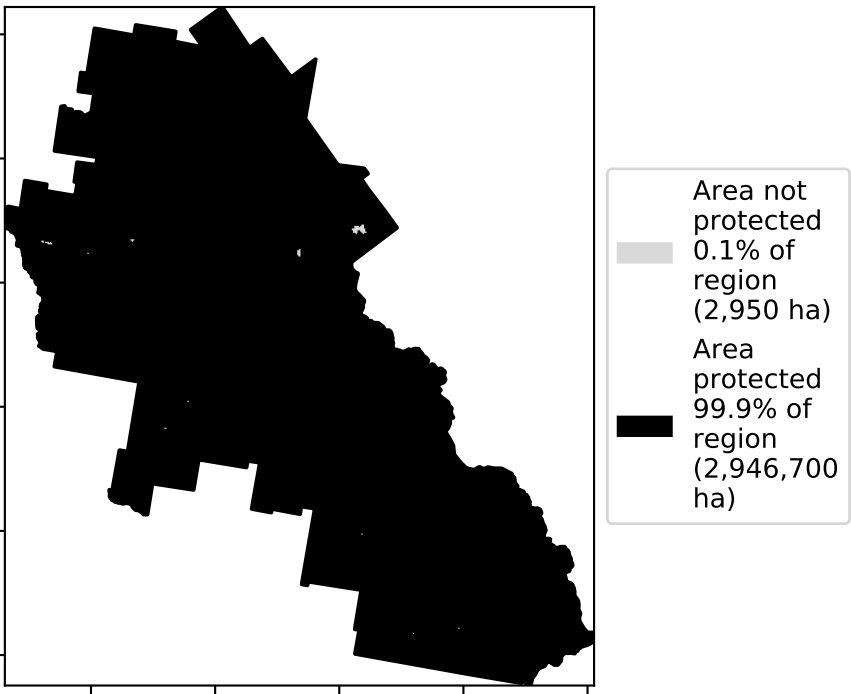 Area not
protected
0.1% of
region
(2,950 ha)
Area
protected
99.9% of
region
(2,946,700
ha)